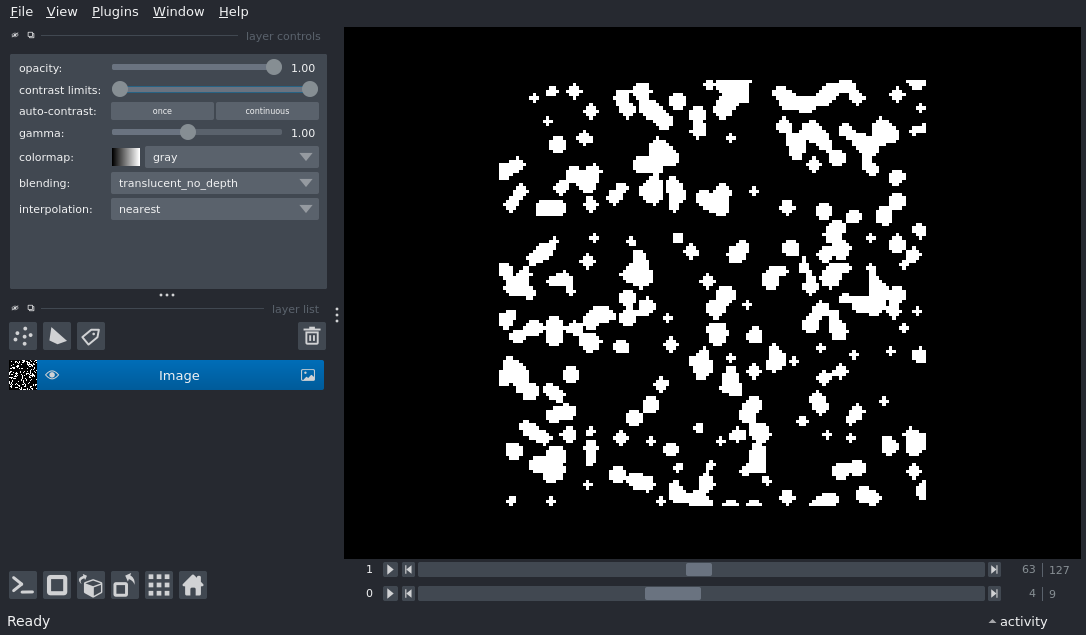 File View Plugins Window Help
layer controls
opacity: 1.00
contrast limits:
auto-contrast: once continuous
gamma: 1.00
colormap: gray
blending: translucent_no_depth
interpolation: nearest
layer list
Image
1 63 127
0 4 9
Ready activity